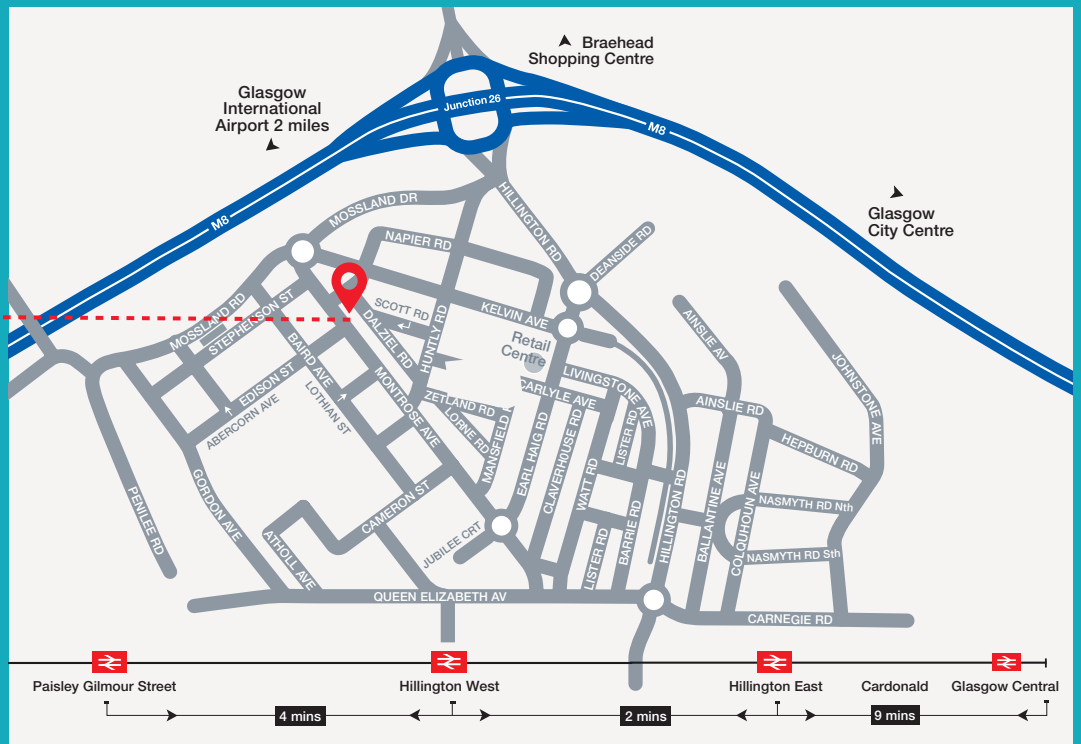 Braehead
Shopping Centre
Glasgow
International
Airport 2 miles
Junction 26
M8
M8
Glasgow
City Centre
MOSSLAND DR
HILLINGTON RD
NAPIER RD
DEANSIDE RD
MOSSLAND RD
STEPHENSON ST
SCOTT RD
KELVIN AVE
DALZIEL RD
HUNTLY RD
Retail
Centre
AINSLIE AV
JOHNSTONE AVE
BAIRD AVE
EDISON ST
ABERCORN AVE
LOTHIAN ST
MONTROSE AVE
ZETLAND RD
LORNE RD
MANSFIELD R
CARLYLE AVE
LIVINGSTONE AVE
EARL HAIG RD
CLAVERHOUSE RD
WATT RD
LISTER RD
LISTER RD
BARRIE RD
HILLINGTON RD
AINSLIE RD
HEPBURN RD
BALLANTINE AVE
COLQUHOUN AVE
NASMYTH RD Nth
NASMYTH RD Sth
PENILEE RD
GORDON AVE
ATHOLL AVE
CAMERON ST
JUBILEE CRT
QUEEN ELIZABETH AV
CARNEGIE RD
Paisley Gilmour Street
Hillington West
Hillington East
Cardonald
Glasgow Central
4 mins
2 mins
9 mins